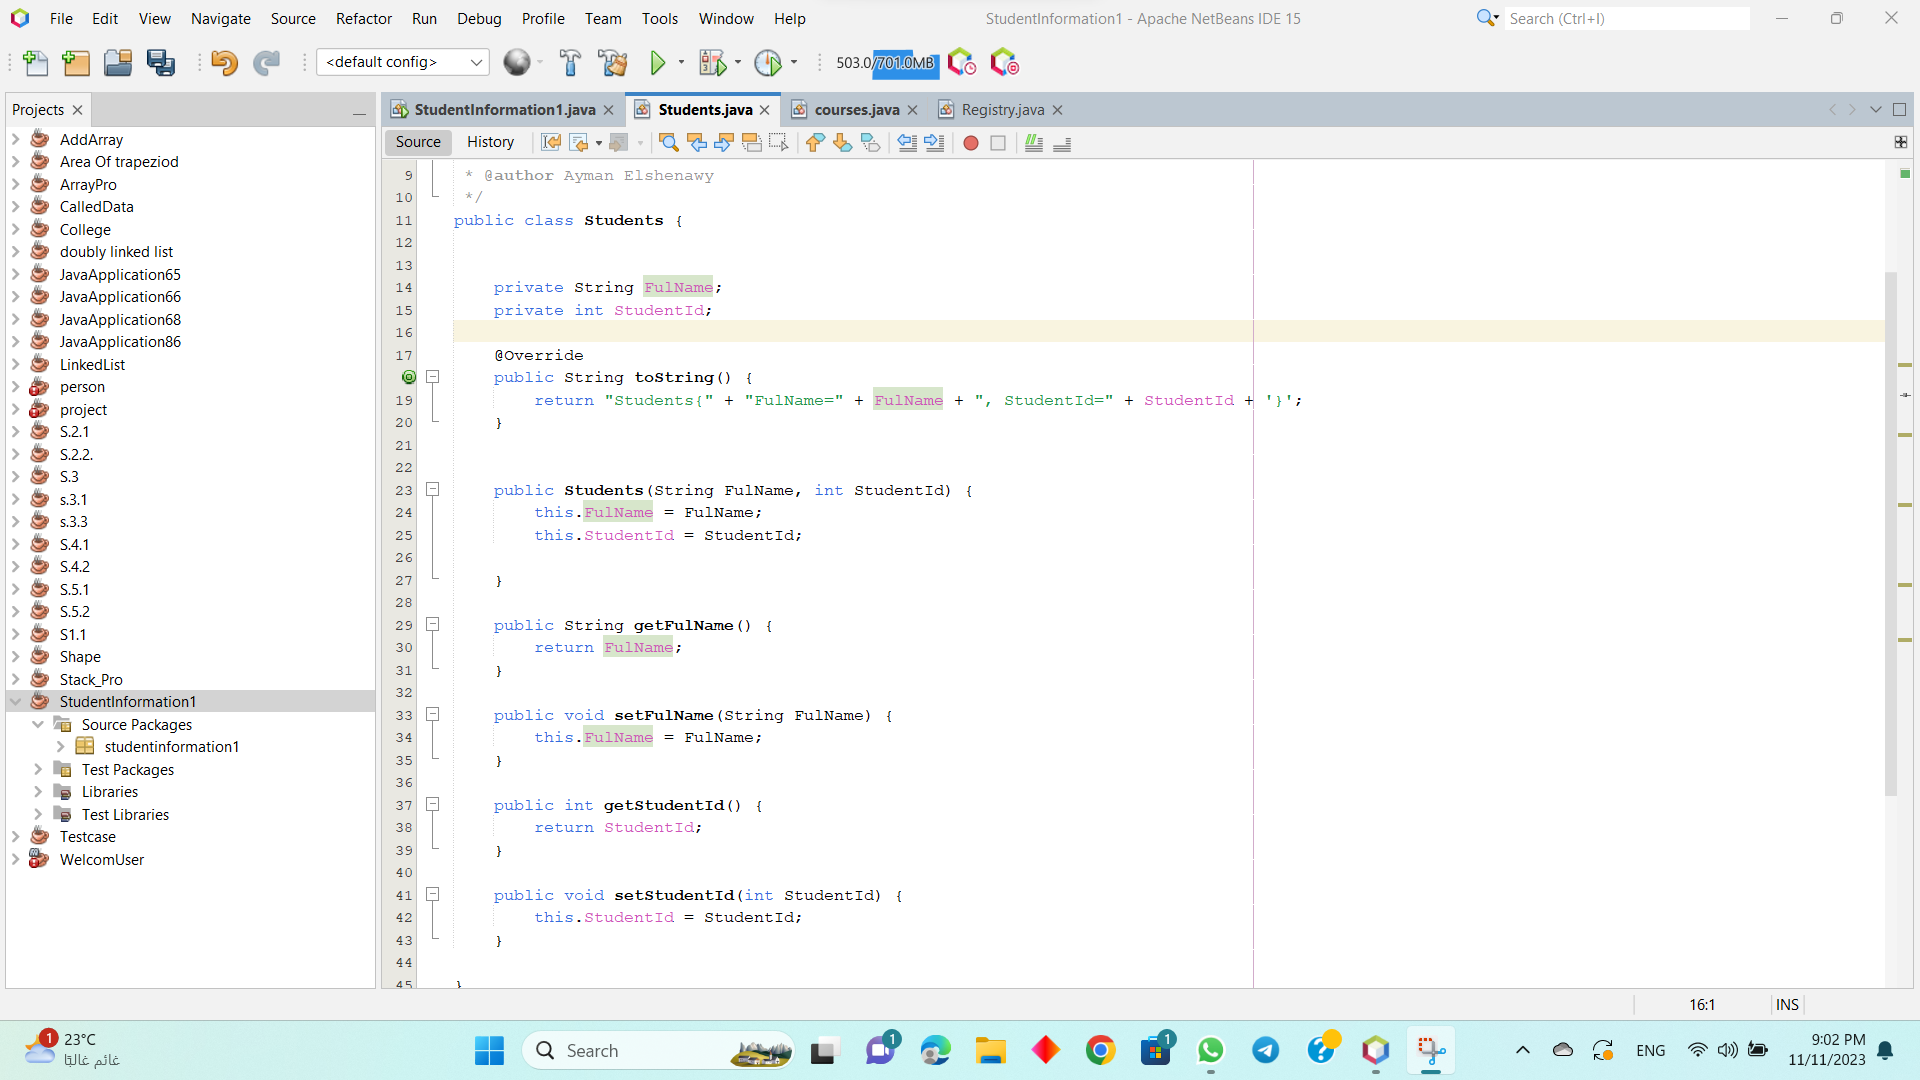 File Edit View Navigate Source Refactor Run Debug Profile Team Tools Window Help
StudentInformation1 - Apache NetBeans IDE 15
Search (Ctrl+I)
<default config>
503.0/701.0MB
Projects
StudentInformation1.java
Students.java
courses.java
Registry.java
Source
History
AddArray
Area Of trapeziod
ArrayPro
CalledData
College
doubly linked list
JavaApplication65
JavaApplication66
JavaApplication68
JavaApplication86
LinkedList
person
project
S.2.1
S.2.2.
S.3
s.3.1
s.3.3
S.4.1
S.4.2
S.5.1
S.5.2
S1.1
Shape
Stack_Pro
StudentInformation1
Source Packages
studentinformation1
Test Packages
Libraries
Test Libraries
Testcase
WelcomUser
9 * @author Ayman Elshenawy
10 */
11 public class Students {
12
13
14 private String FulName;
15 private int StudentId;
16
17 @Override
public String toString() {
19 return "Students{" + "FulName=" + FulName + ", StudentId=" + StudentId + '}';
20 }
21
22
23 public Students(String FulName, int StudentId) {
24 this.FulName = FulName;
25 this.StudentId = StudentId;
26
27 }
28
29 public String getFulName() {
30 return FulName;
31 }
32
33 public void setFulName(String FulName) {
34 this.FulName = FulName;
35 }
36
37 public int getStudentId() {
38 return StudentId;
39 }
40
41 public void setStudentId(int StudentId) {
42 this.StudentId = StudentId;
43 }
44
45 }
16:1
INS
1
23°C
غائم غالبًا
Search
1
1
ENG
9:02 PM
11/11/2023